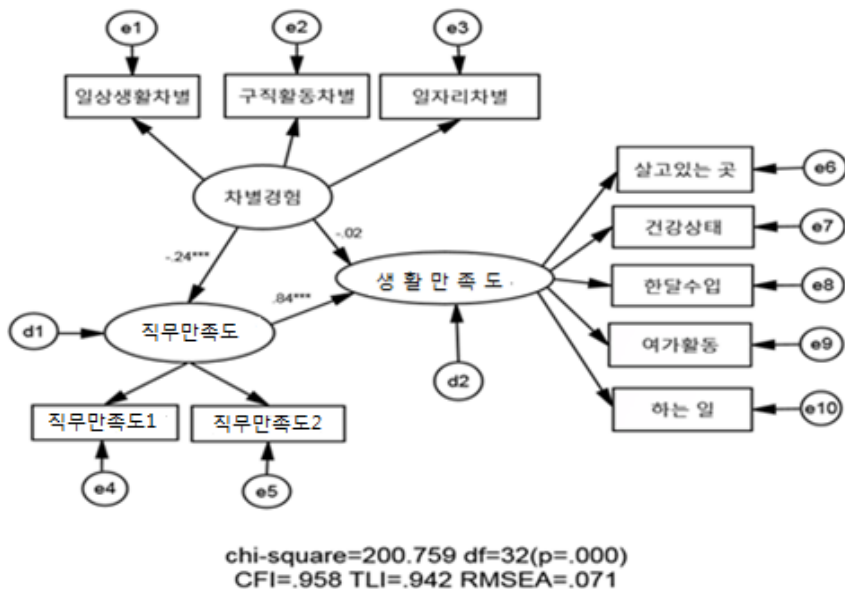 e1
e2
e3
일상생활차별
구직활동차별
일자리차별
차별경험
살고있는 곳
e6
건강상태
e7
-.02
-.24***
생 활 만 족 도
한달수입
e8
.84***
d1
직무만족도
여가활동
e9
d2
하는 일
e10
직무만족도1
직무만족도2
e4
e5
chi-square=200.759 df=32(p=.000)
CFI=.958 TLI=.942 RMSEA=.071